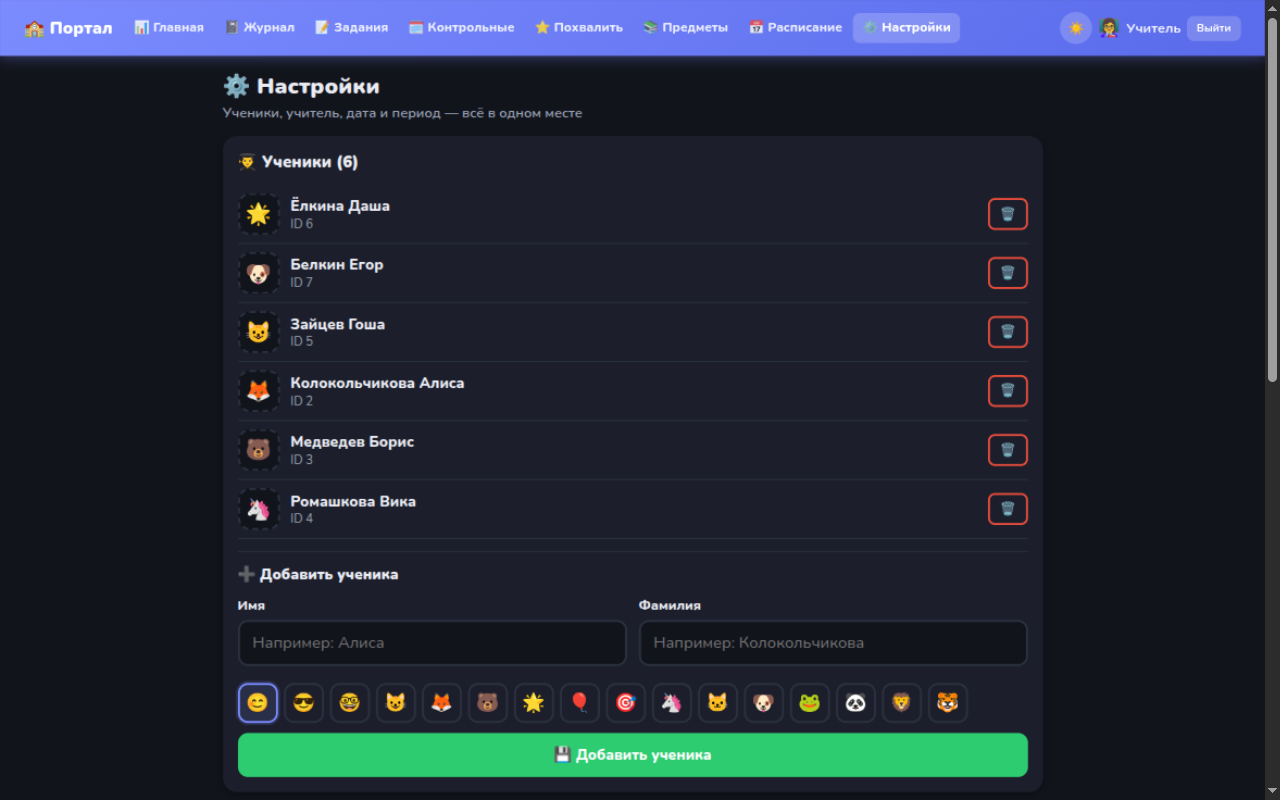 Портал
Главная
Журнал
Задания
Контрольные
Похвалить
Предметы
Расписание
Настройки
Учитель
Выйти
Настройки
Ученики, учитель, дата и период — всё в одном месте
Ученики (6)
Ёлкина Даша
ID 6
Белкин Егор
ID 7
Зайцев Гоша
ID 5
Колокольчикова Алиса
ID 2
Медведев Борис
ID 3
Ромашкова Вика
ID 4
Добавить ученика
Имя
Фамилия
Например: Алиса
Например: Колокольчикова
Добавить ученика